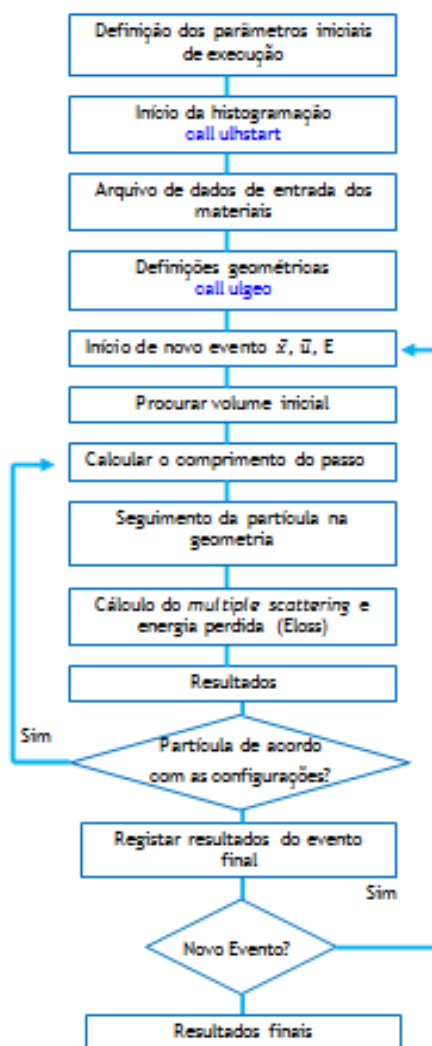 Definição dos parâmetros iniciais
de execução
Início da histogramação
call ulhstart
Arquivo de dados de entrada dos
materiais
Definições geométricas
call ulgeo
Início de novo evento x⃗, u⃗, E
Procurar volume inicial
Calcular o comprimento do passo
Seguimento da partícula na
geometria
Cálculo do multiple scattering e
energia perdida (Eloss)
Resultados
Sim
Partícula de acordo
com as configurações?
Registar resultados do evento
final
Sim
Novo Evento?
Resultados finais